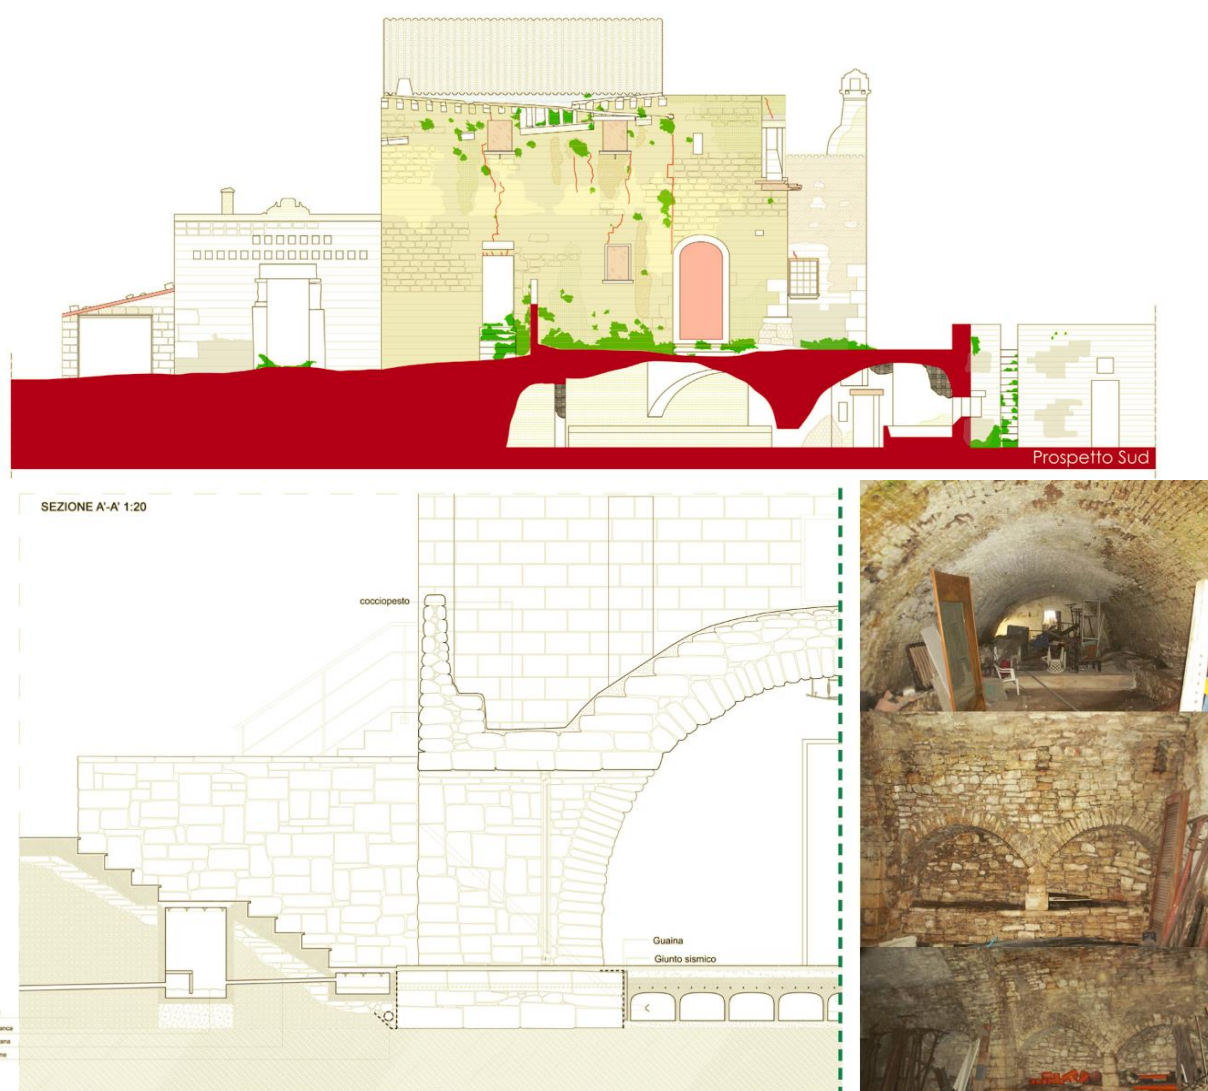 Prospetto Sud
SEZIONE A'-A' 1:20
cocciopesto
Guaina
Giunto sismico